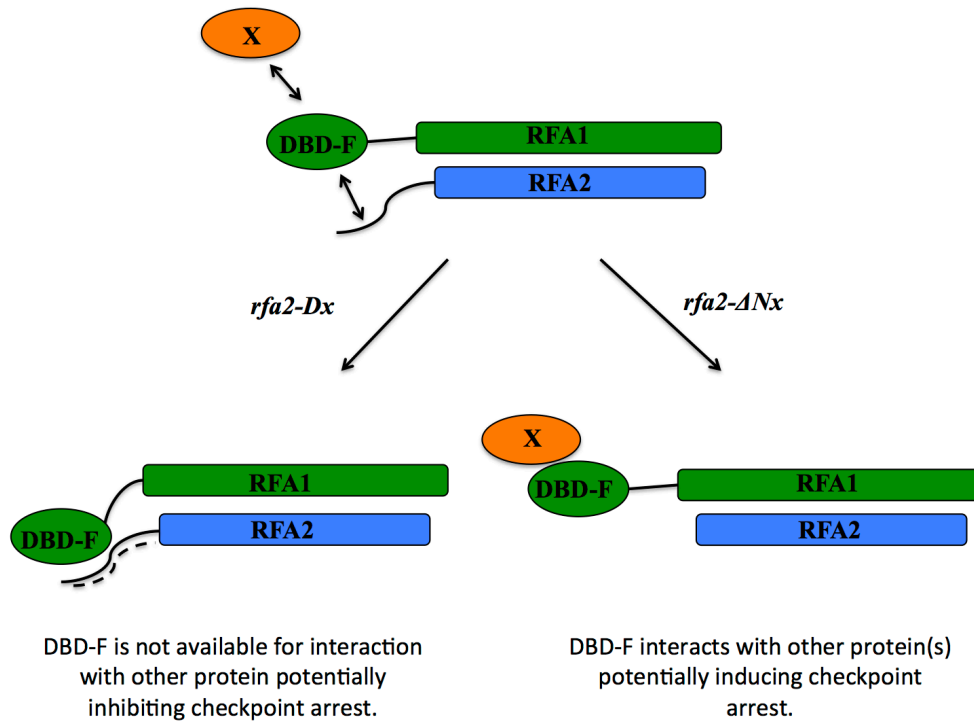 X
DBD-F
RFA1
RFA2
rfa2-Dx
rfa2-ΔNx
X
RFA1
DBD-F
RFA2
DBD-F
RFA1
RFA2
DBD-F is not available for interaction
with other protein potentially
inhibiting checkpoint arrest.
DBD-F interacts with other protein(s)
potentially inducing checkpoint
arrest.